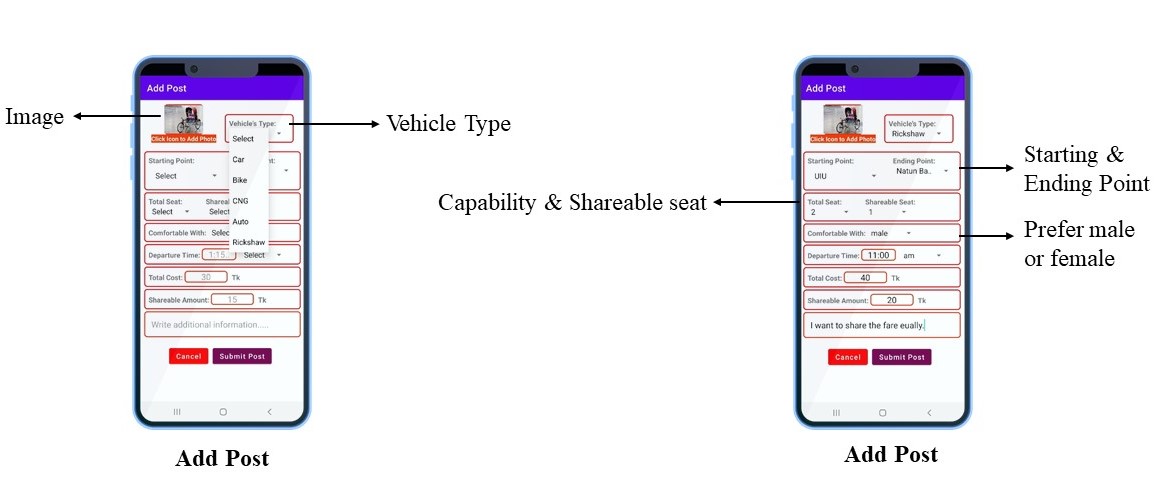 Add Post
Image
Click Icon to Add Photo
Vehicle's Type:
Vehicle Type
Select
Car
Bike
CNG
Auto
Rickshaw
Starting Point:
nt:
Select
Total Seat:
Shareal
Select
Select
Comfortable With: Selec
Departure Time: 1:15.. Select
Total Cost: 30 Tk
Shareable Amount: 15 Tk
Write additional information.....
Cancel Submit Post
Add Post
Add Post
Click Icon to Add Photo
Vehicle's Type:
Rickshaw
Starting Point: Ending Point:
UIU Natun Ba..
Starting &
Ending Point
Capability & Shareable seat
Total Seat: Shareable Seat:
2 1
Comfortable With: male
Prefer male
or female
Departure Time: 11:00 am
Total Cost: 40 Tk
Shareable Amount: 20 Tk
I want to share the fare eually.
Cancel Submit Post
Add Post